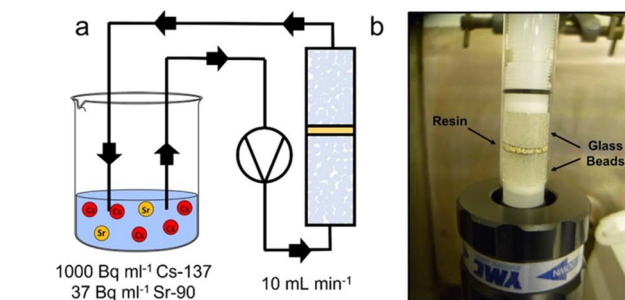 a
b
Cs
Cs
Sr
Cs
Sr
Cs
Cs
1000 Bq ml⁻¹ Cs-137
37 Bq ml⁻¹ Sr-90
10 mL min⁻¹
Resin
Glass
Beads
YMC